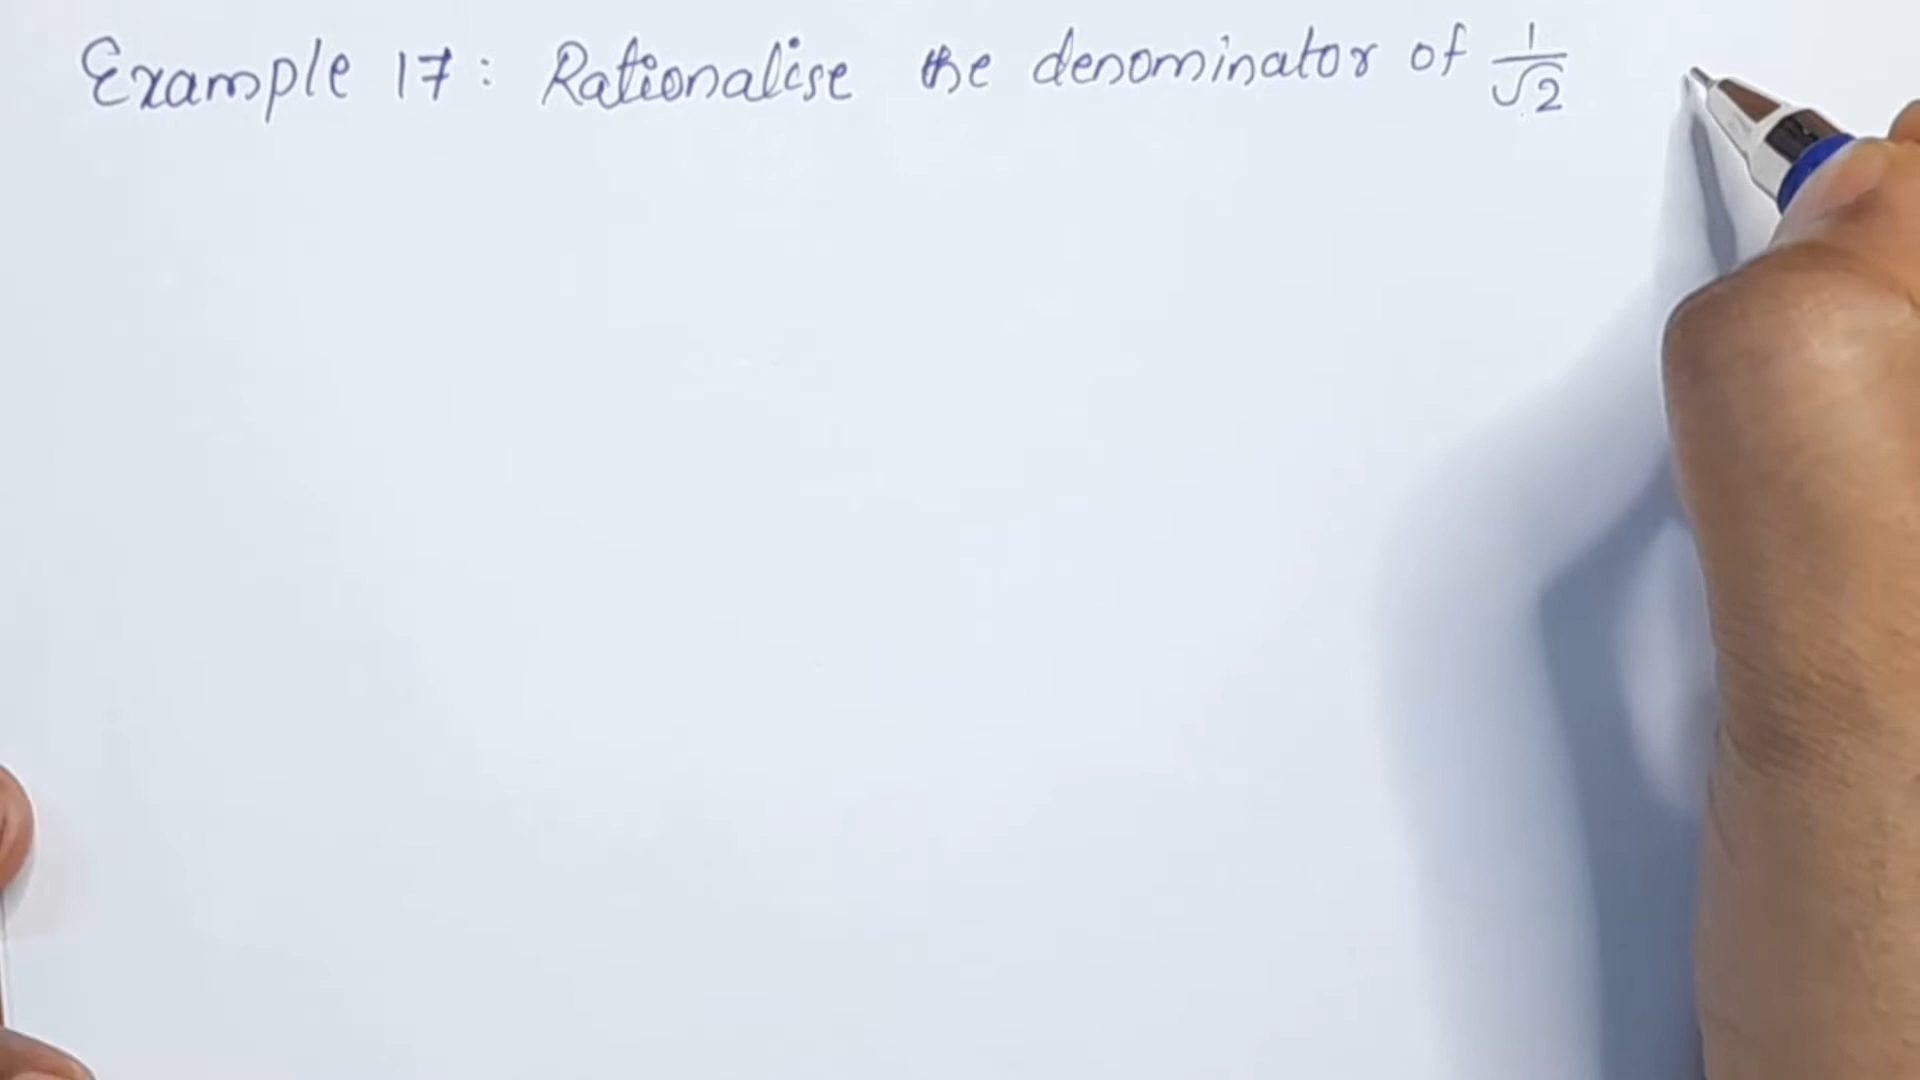 Example 17: Rationalise the denominator of 1/√2